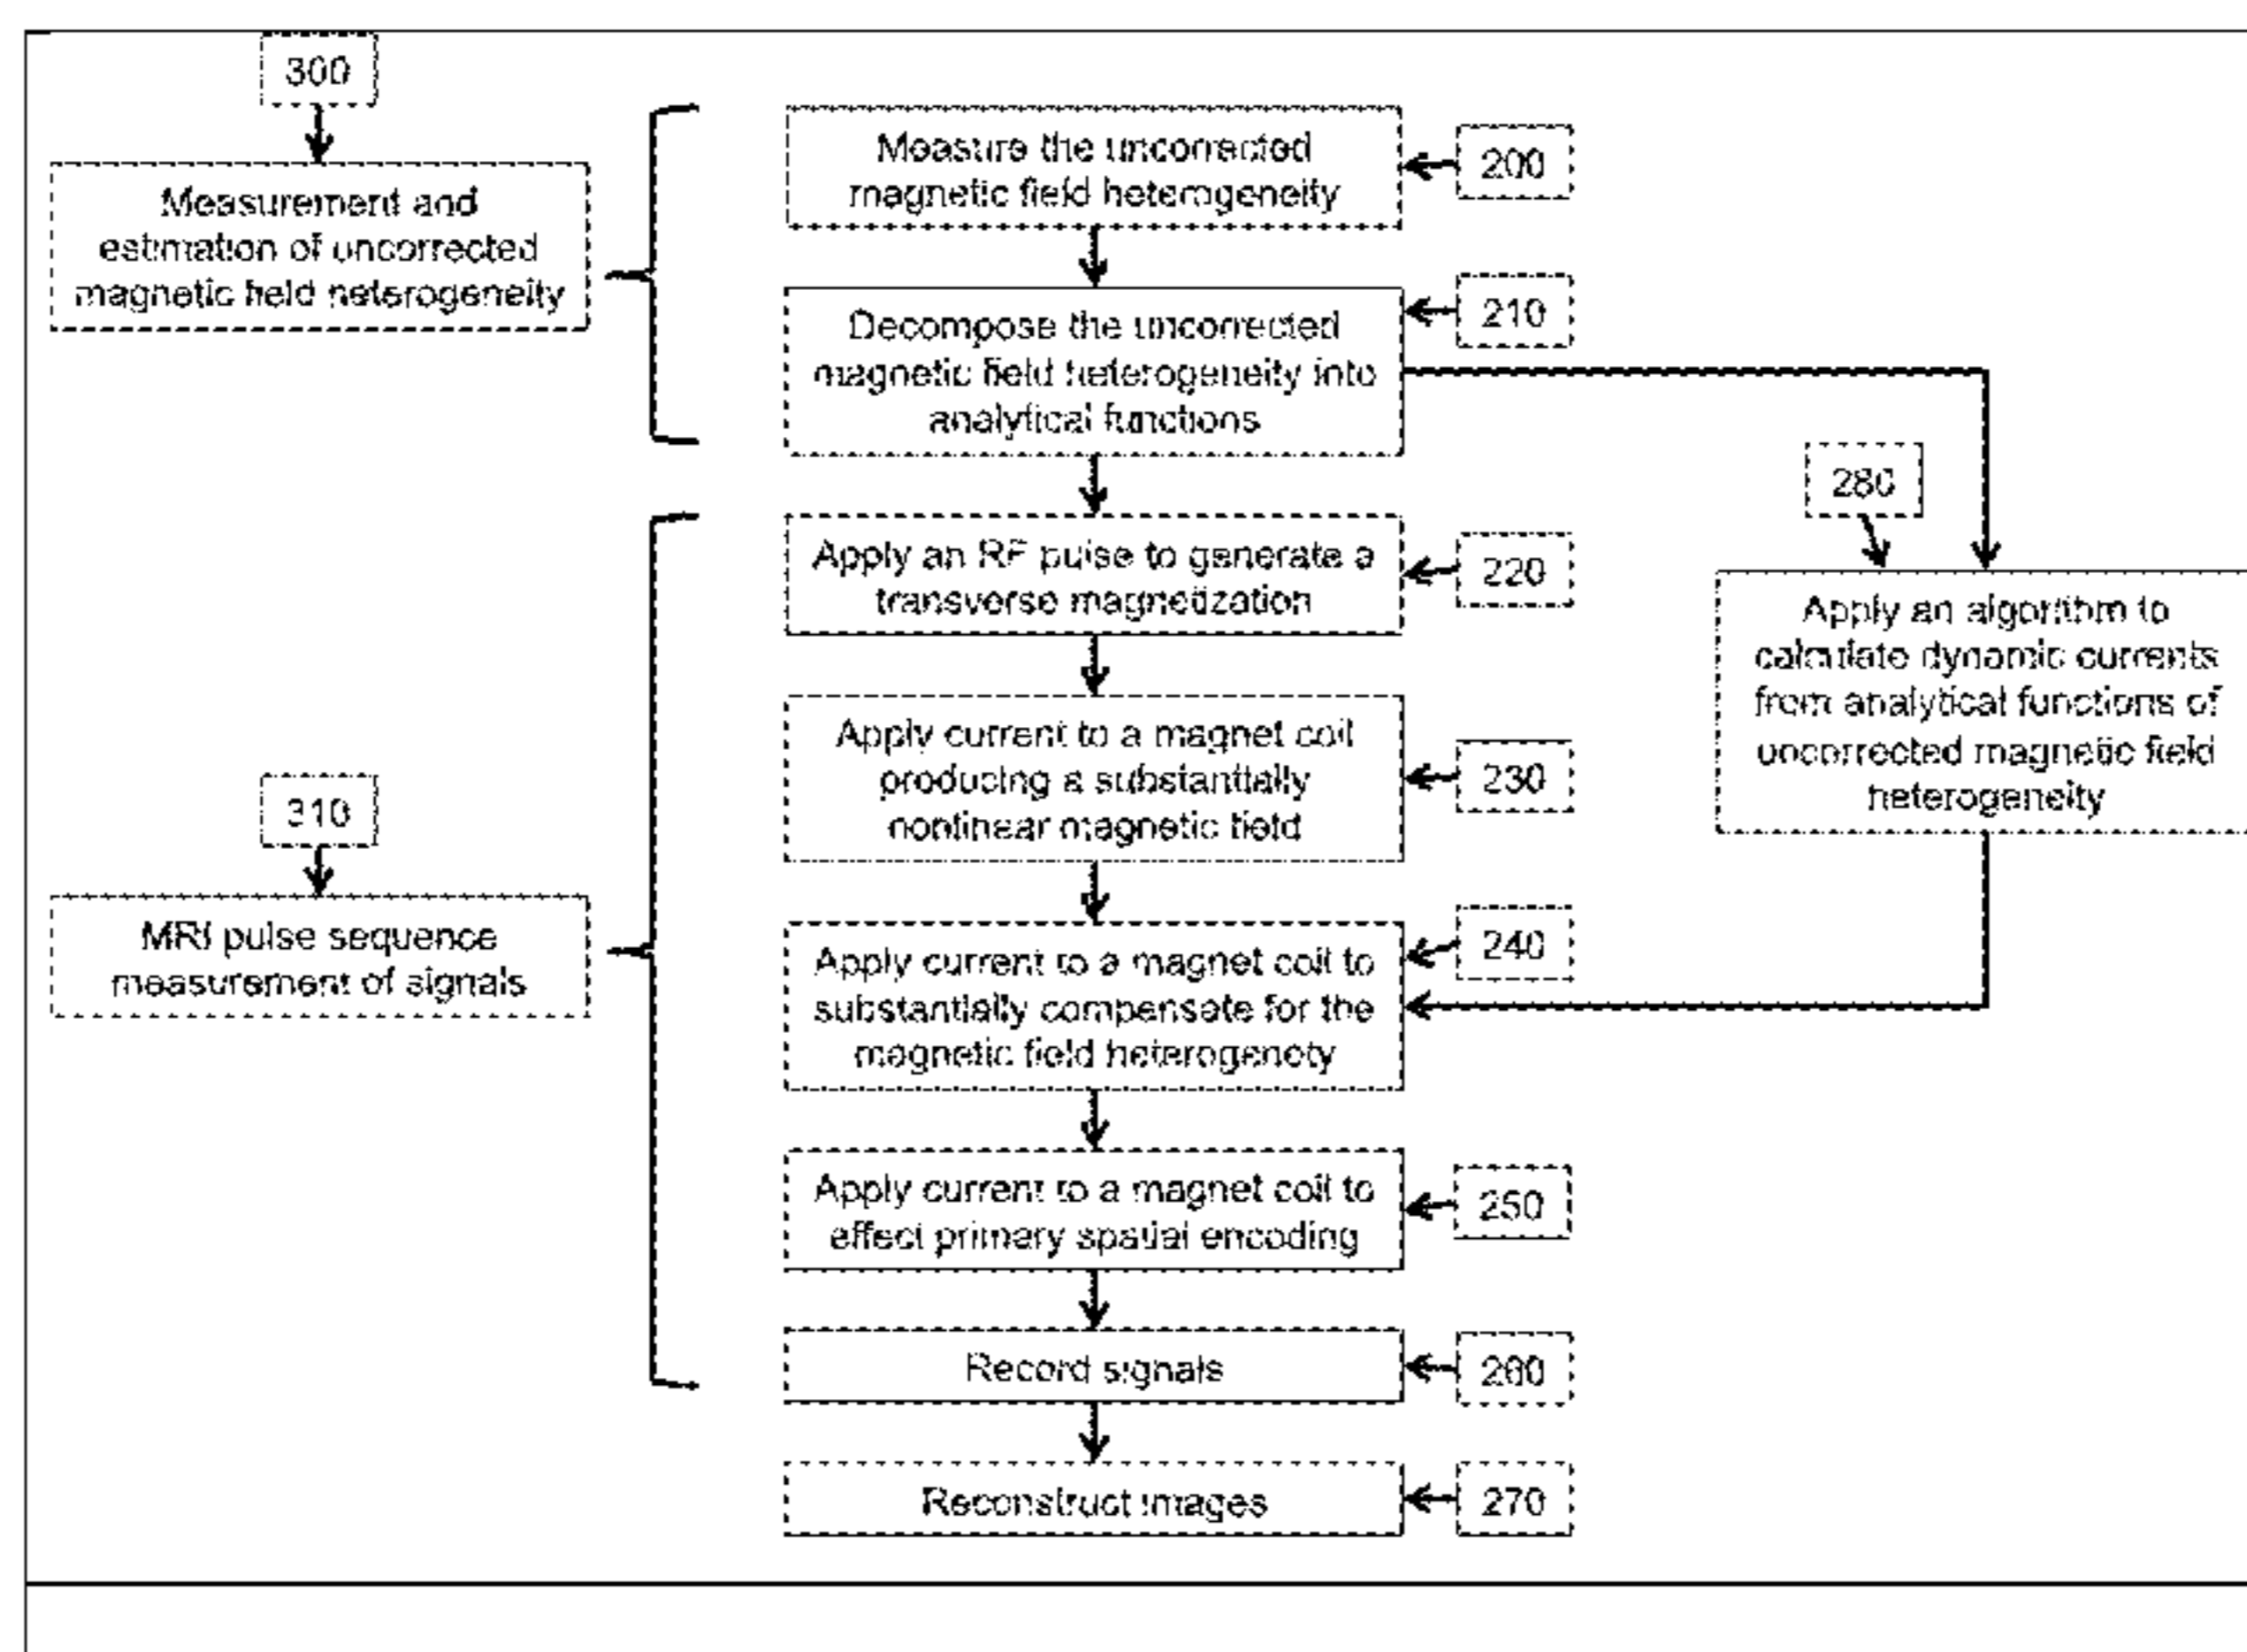 300
Measurement and
estimation of uncorrected
magnetic field heterogeneity
Measure the uncorrected
magnetic field heterogeneity
200
Decompose the uncorrected
magnetic field heterogeneity into
analytical functions
210
Apply an RF pulse to generate a
transverse magnetization
220
280
Apply an algorithm to
calculate dynamic currents
from analytical functions of
uncorrected magnetic field
heterogeneity
Apply current to a magnet coil
producing a substantially
nonlinear magnetic field
230
310
MRI pulse sequence
measurement of signals
Apply current to a magnet coil to
substantially compensate for the
magnetic field heterogenety
240
Apply current to a magnet coil to
effect primary spatial encoding
250
Record signals
260
Reconstruct images
270